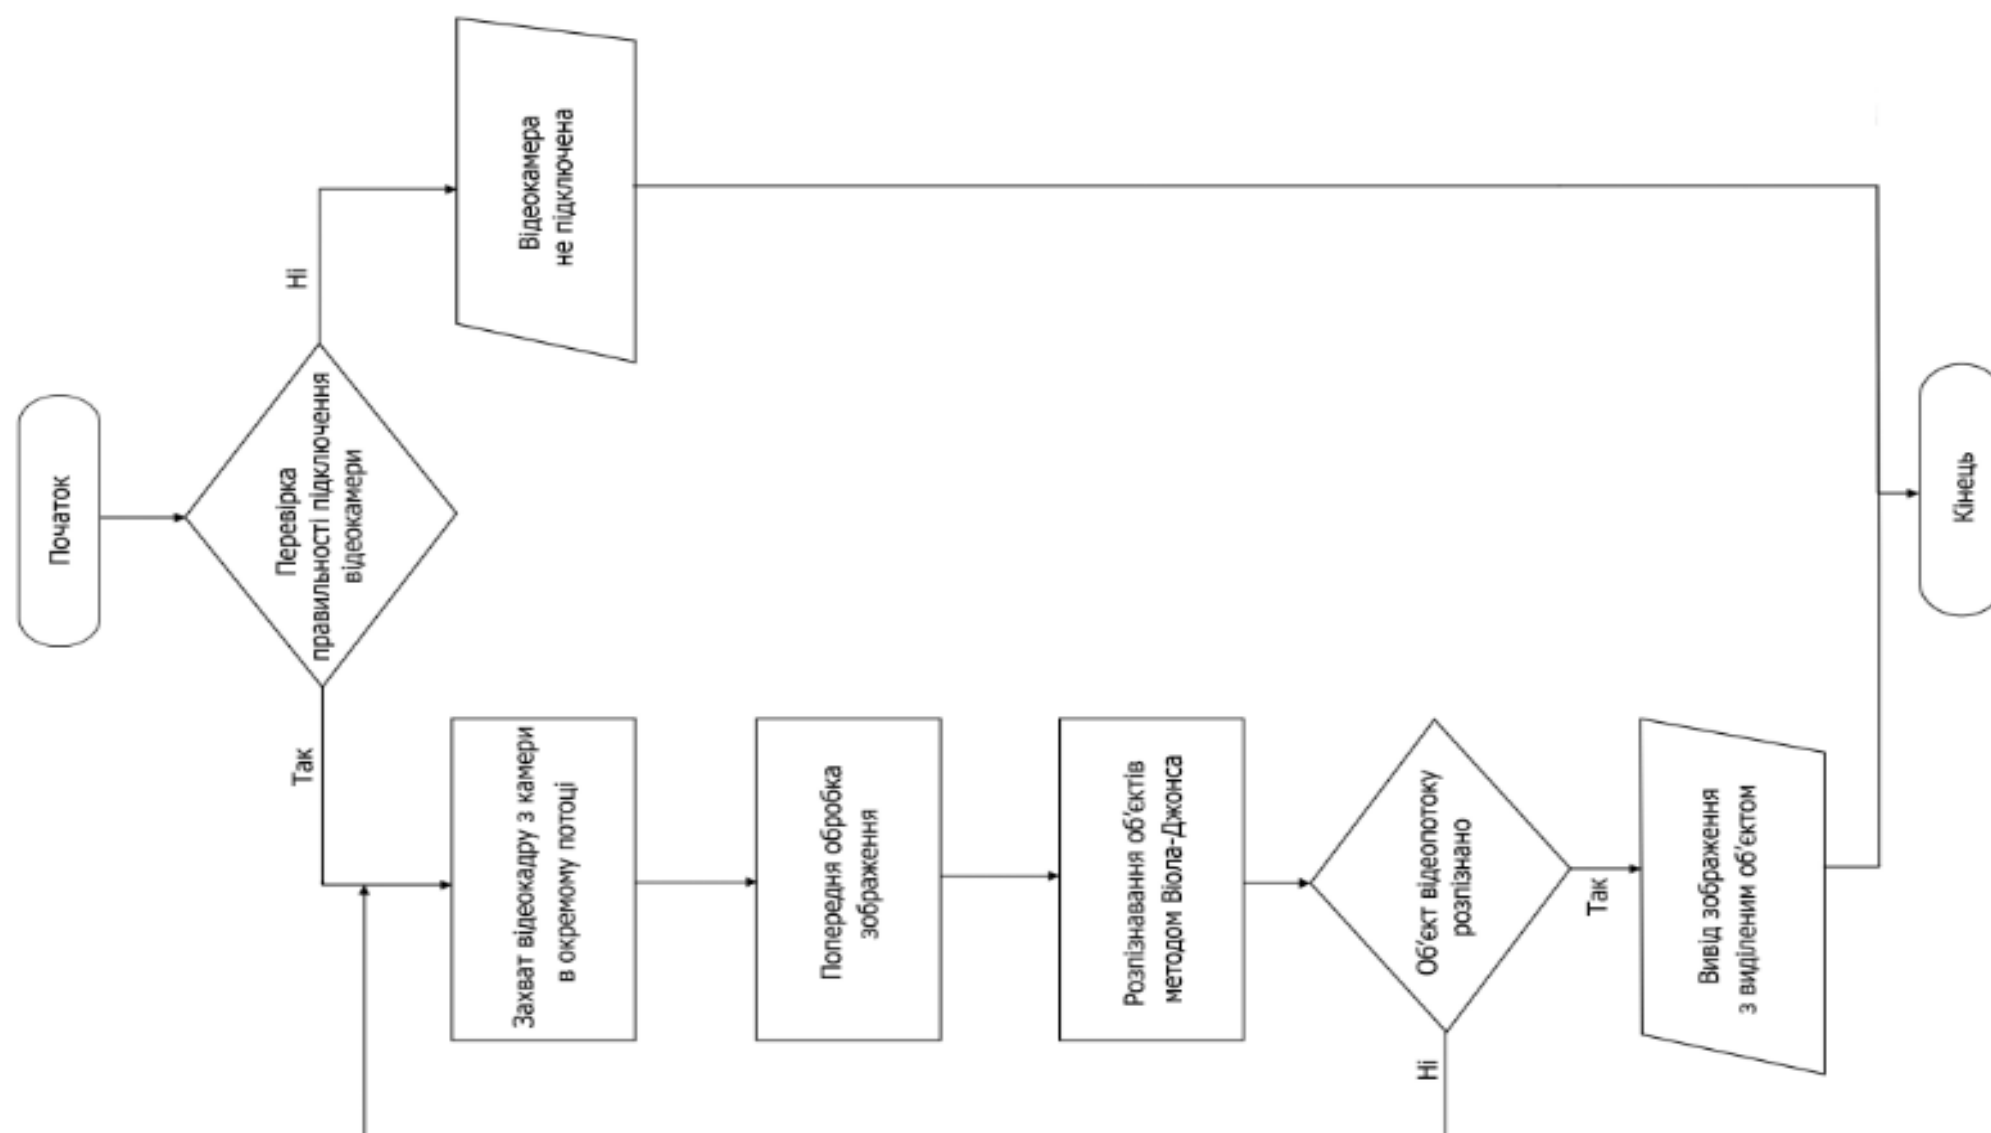 Початок
Перевірка
правильності підключення
відеокамери
Ні
Відеокамера
не підключена
Так
Захват відеокадру з камери
в окремому потоці
Попередня обробка
зображення
Розпізнавання об'єктів
методом Віола-Джонса
Об'єкт відеопотоку
розпізнано
Ні
Так
Вивід зображення
з виділеним об'єктом
Кінець